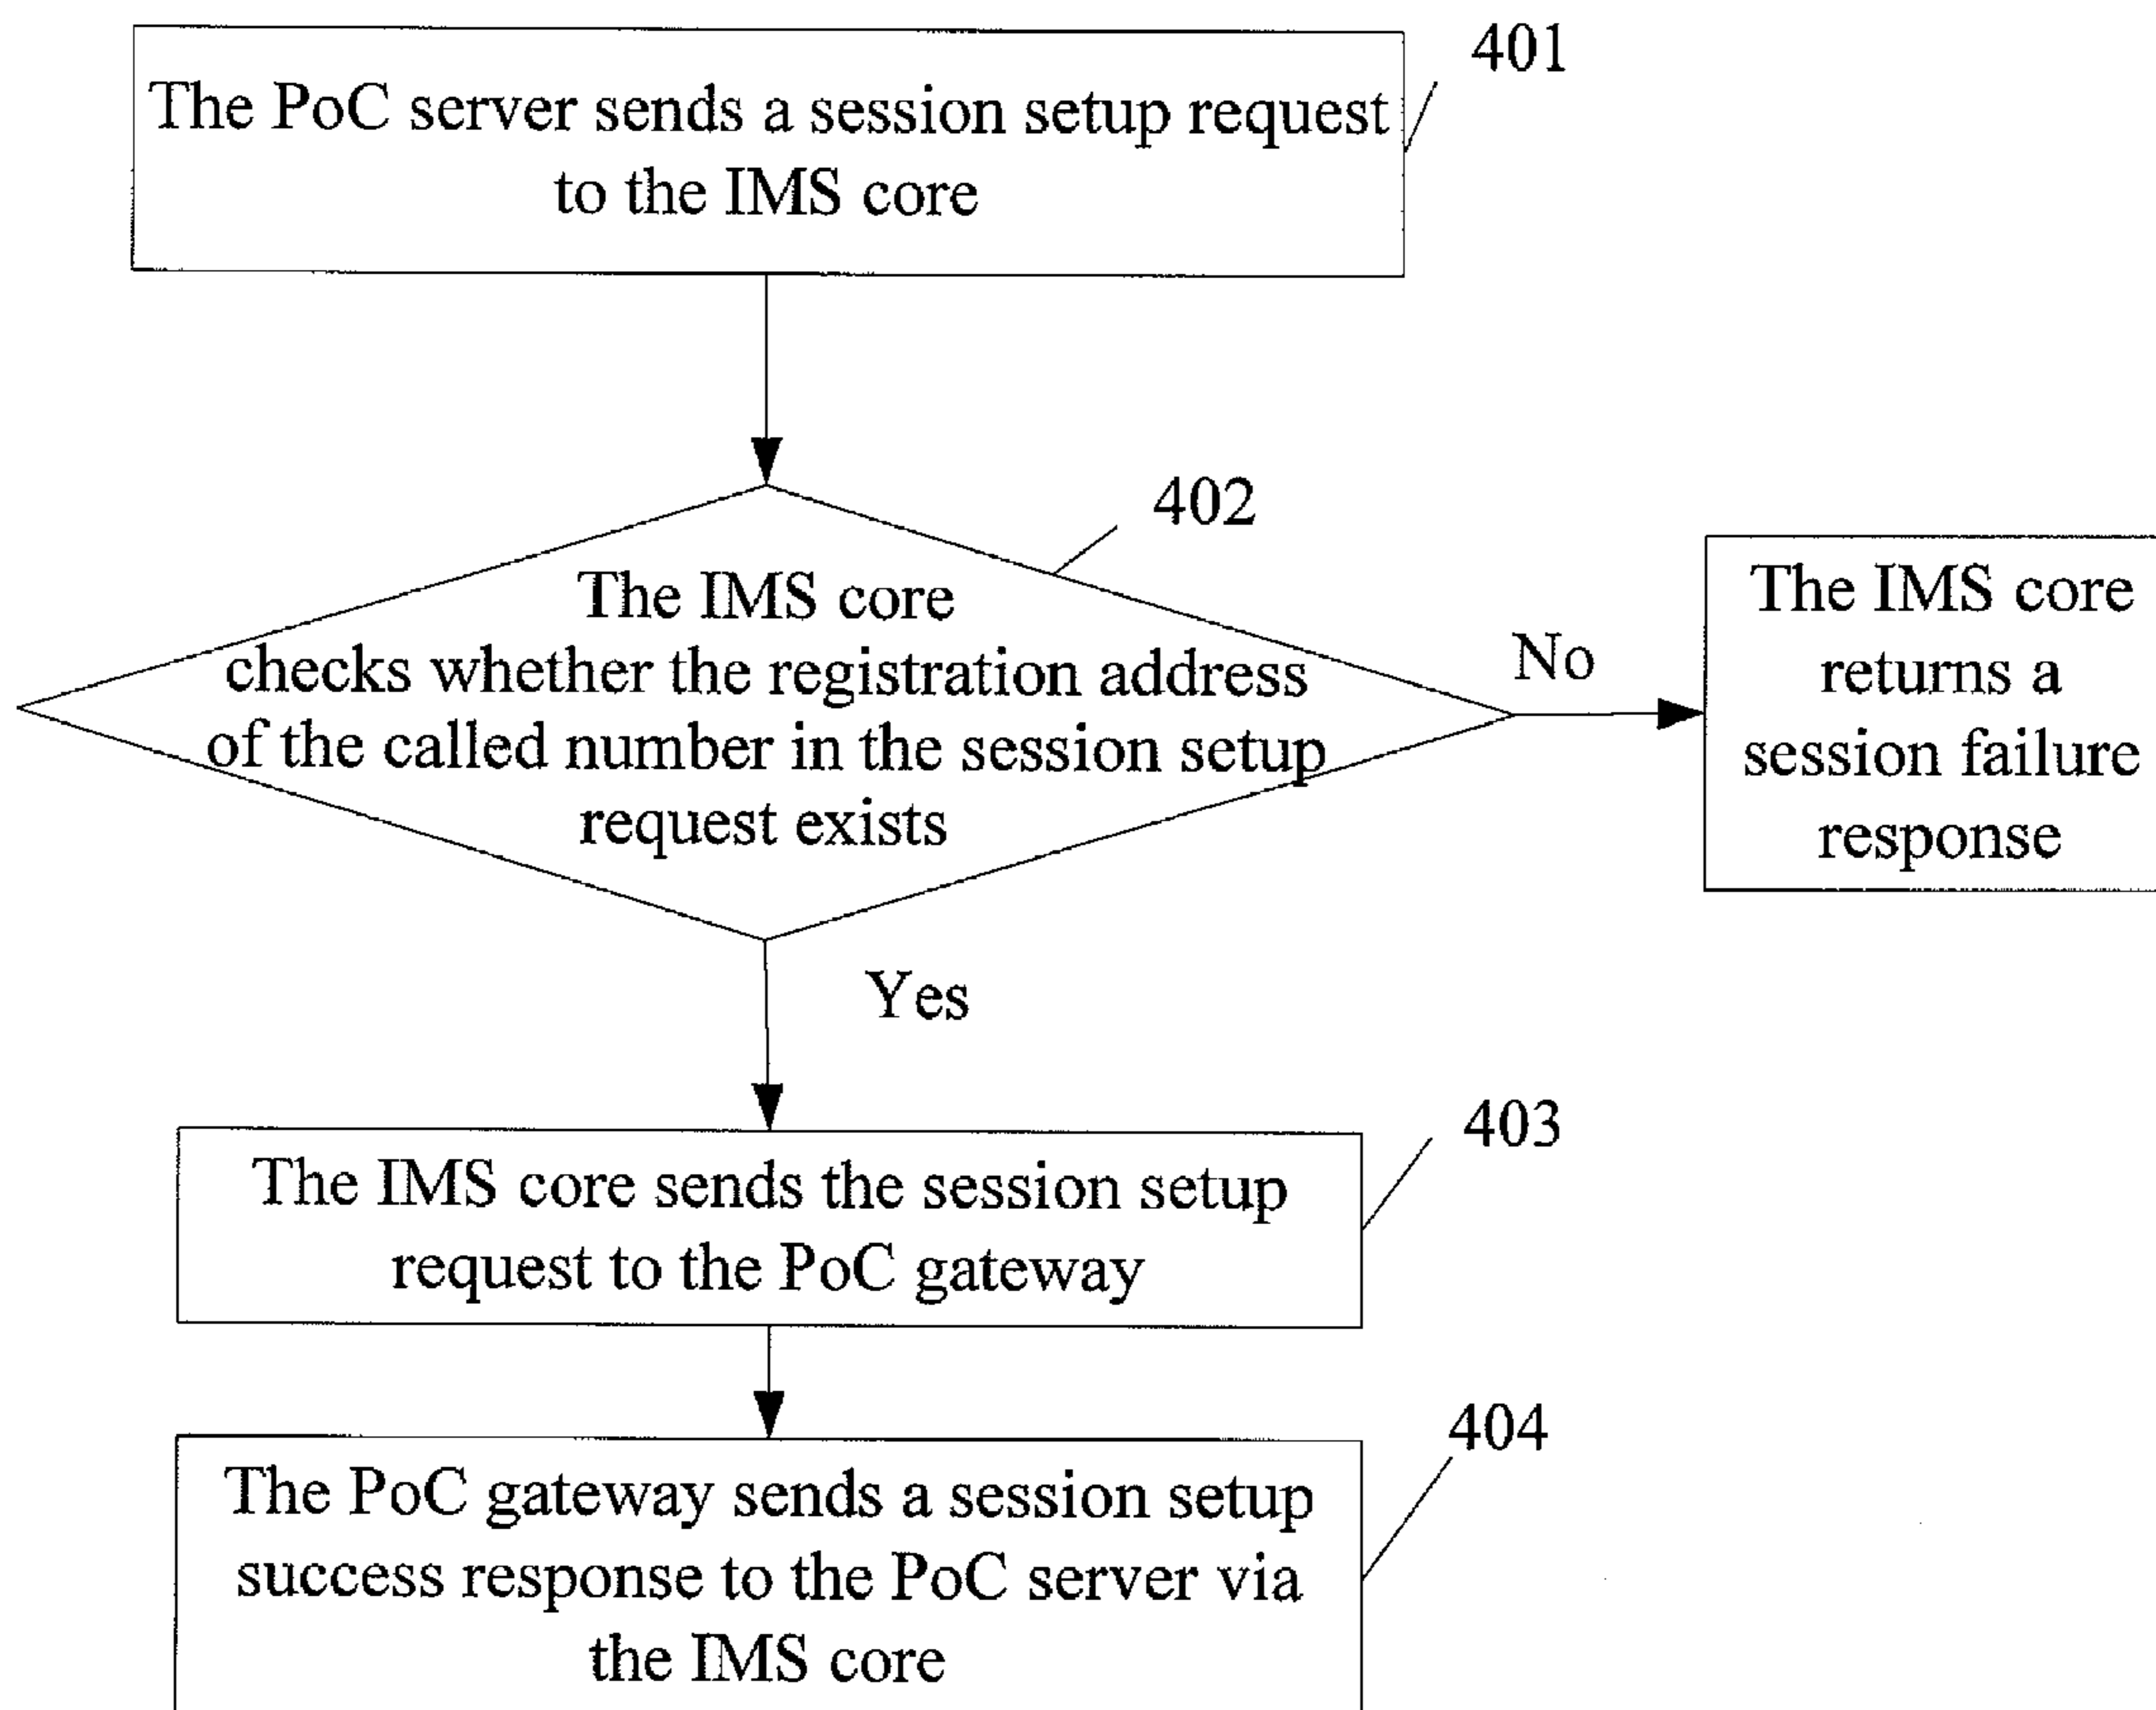 401
The PoC server sends a session setup request
to the IMS core
402
The IMS core
checks whether the registration address
of the called number in the session setup
request exists
No
The IMS core
returns a
session failure
response
Yes
403
The IMS core sends the session setup
request to the PoC gateway
404
The PoC gateway sends a session setup
success response to the PoC server via
the IMS core